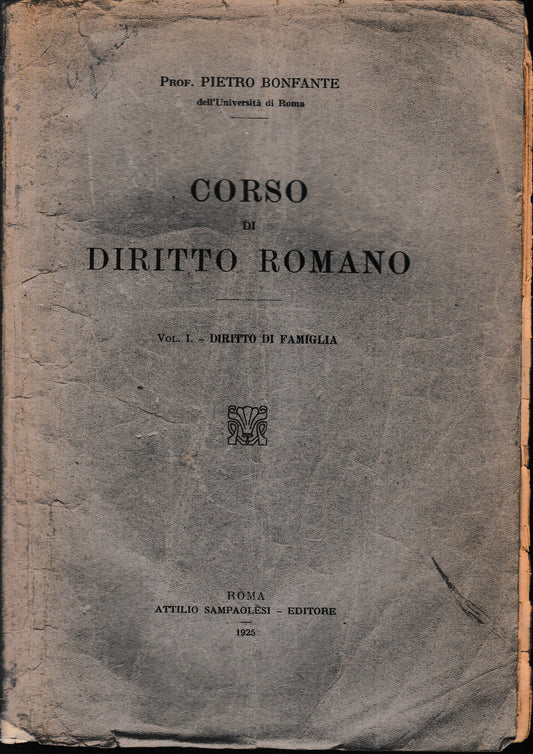 Prof. PIETRO BONFANTE
dell'Università di Roma
CORSO
DI
DIRITTO ROMANO
Vol. I. - DIRITTO DI FAMIGLIA
ROMA
ATTILIO SAMPAOLESI - EDITORE
1925